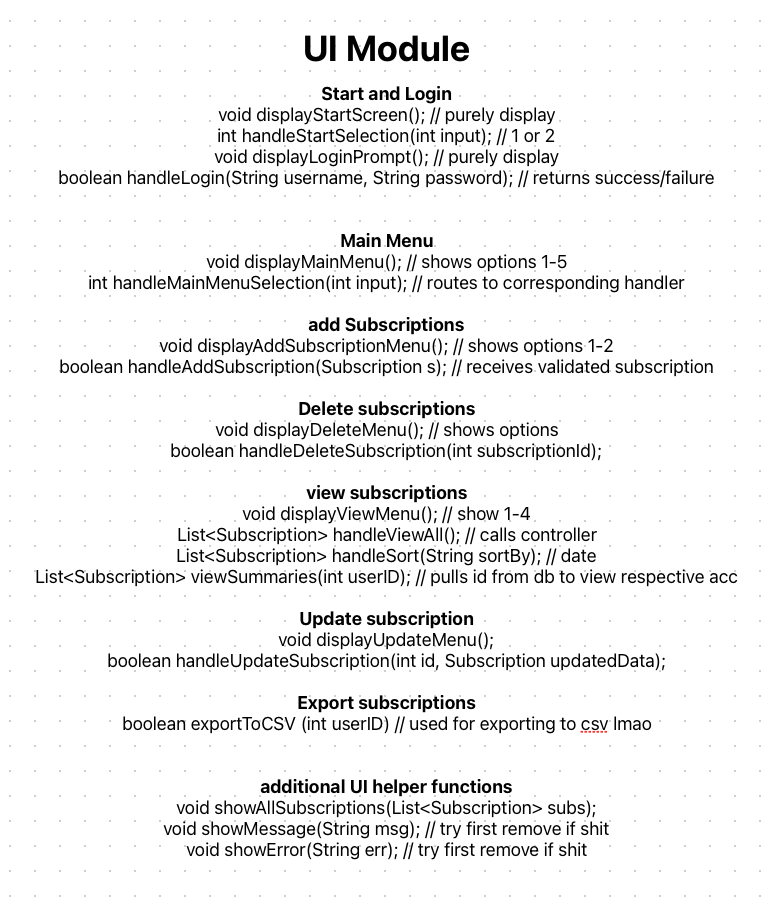 UI Module
Start and Login
void displayStartScreen(); // purely display
int handleStartSelection(int input); // 1 or 2
void displayLoginPrompt(); // purely display
boolean handleLogin(String username, String password); // returns success/failure
Main Menu
void displayMainMenu(); // shows options 1-5
int handleMainMenuSelection(int input); // routes to corresponding handler
add Subscriptions
void displayAddSubscriptionMenu(); // shows options 1-2
boolean handleAddSubscription(Subscription s); // receives validated subscription
Delete subscriptions
void displayDeleteMenu(); // shows options
boolean handleDeleteSubscription(int subscriptionId);
view subscriptions
void displayViewMenu(); // show 1-4
List<Subscription> handleViewAll(); // calls controller
List<Subscription> handleSort(String sortBy); // date
List<Subscription> viewSummaries(int userID); // pulls id from db to view respective acc
Update subscription
void displayUpdateMenu();
boolean handleUpdateSubscription(int id, Subscription updatedData);
Export subscriptions
boolean exportToCSV (int userID) // used for exporting to csv lmao
additional UI helper functions
void showAllSubscriptions(List<Subscription> subs);
void showMessage(String msg); // try first remove if shit
void showError(String err); // try first remove if shit